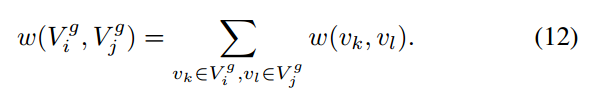 w(V_i^g, V_j^g) = \sum_{v_k \in V_i^g, v_l \in V_j^g} w(v_k, v_l). (12)